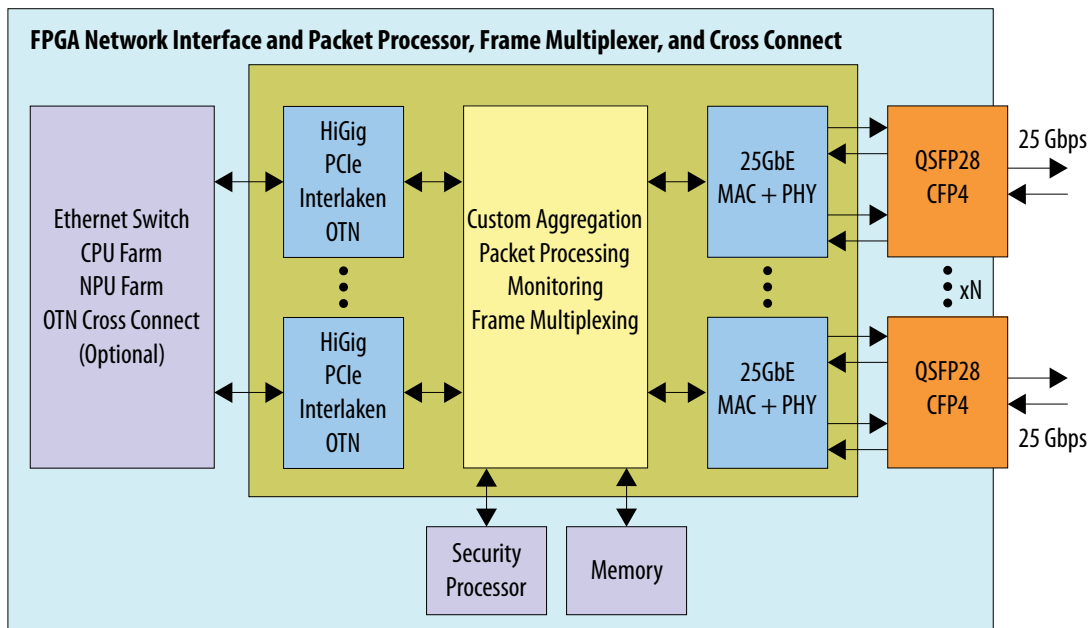 FPGA Network Interface and Packet Processor, Frame Multiplexer, and Cross Connect
Ethernet Switch
CPU Farm
NPU Farm
OTN Cross Connect
(Optional)
HiGig
PCIe
Interlaken
OTN
HiGig
PCIe
Interlaken
OTN
Custom Aggregation
Packet Processing
Monitoring
Frame Multiplexing
25GbE
MAC + PHY
25GbE
MAC + PHY
QSFP28
CFP4
xN
QSFP28
CFP4
25 Gbps
25 Gbps
Security
Processor
Memory